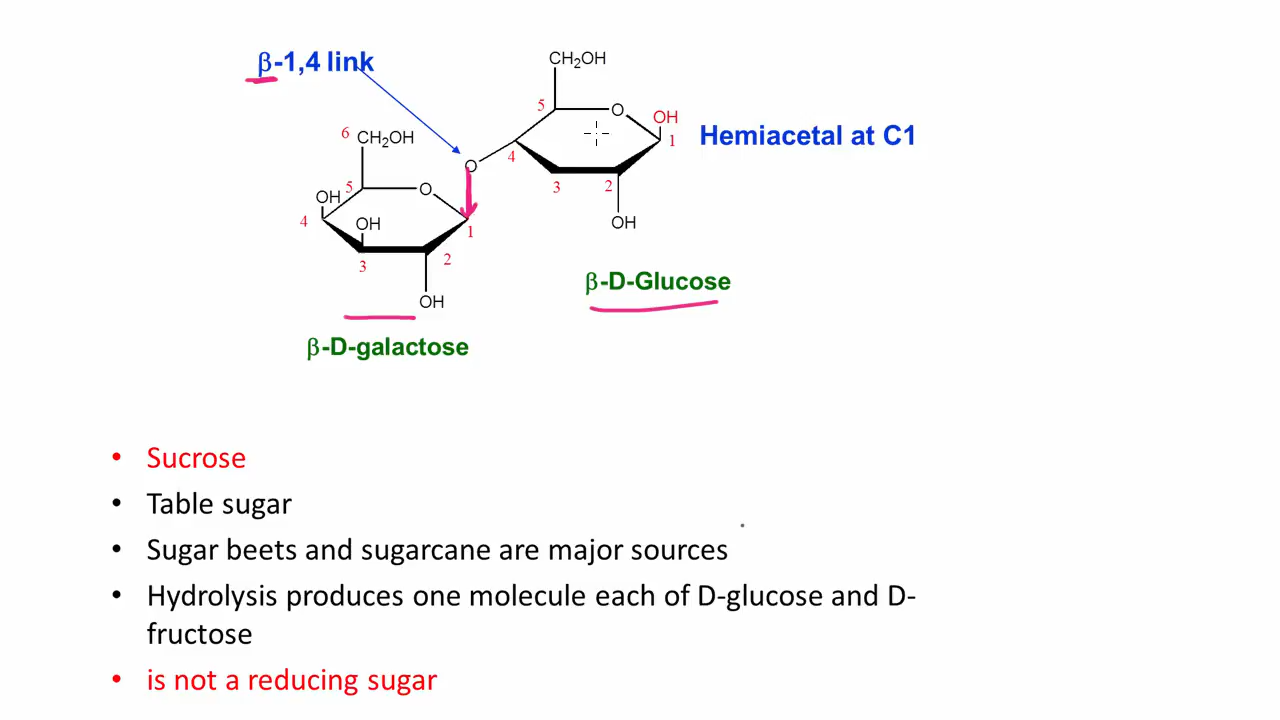 β-1,4 link
CH₂OH
5
O
OH
1
Hemiacetal at C1
6 CH₂OH
O
4
3
2
OH
5
O
OH
4
OH
1
3
2
OH
β-D-Glucose
β-D-galactose
• Sucrose
• Table sugar
• Sugar beets and sugarcane are major sources
• Hydrolysis produces one molecule each of D-glucose and D-
fructose
• is not a reducing sugar